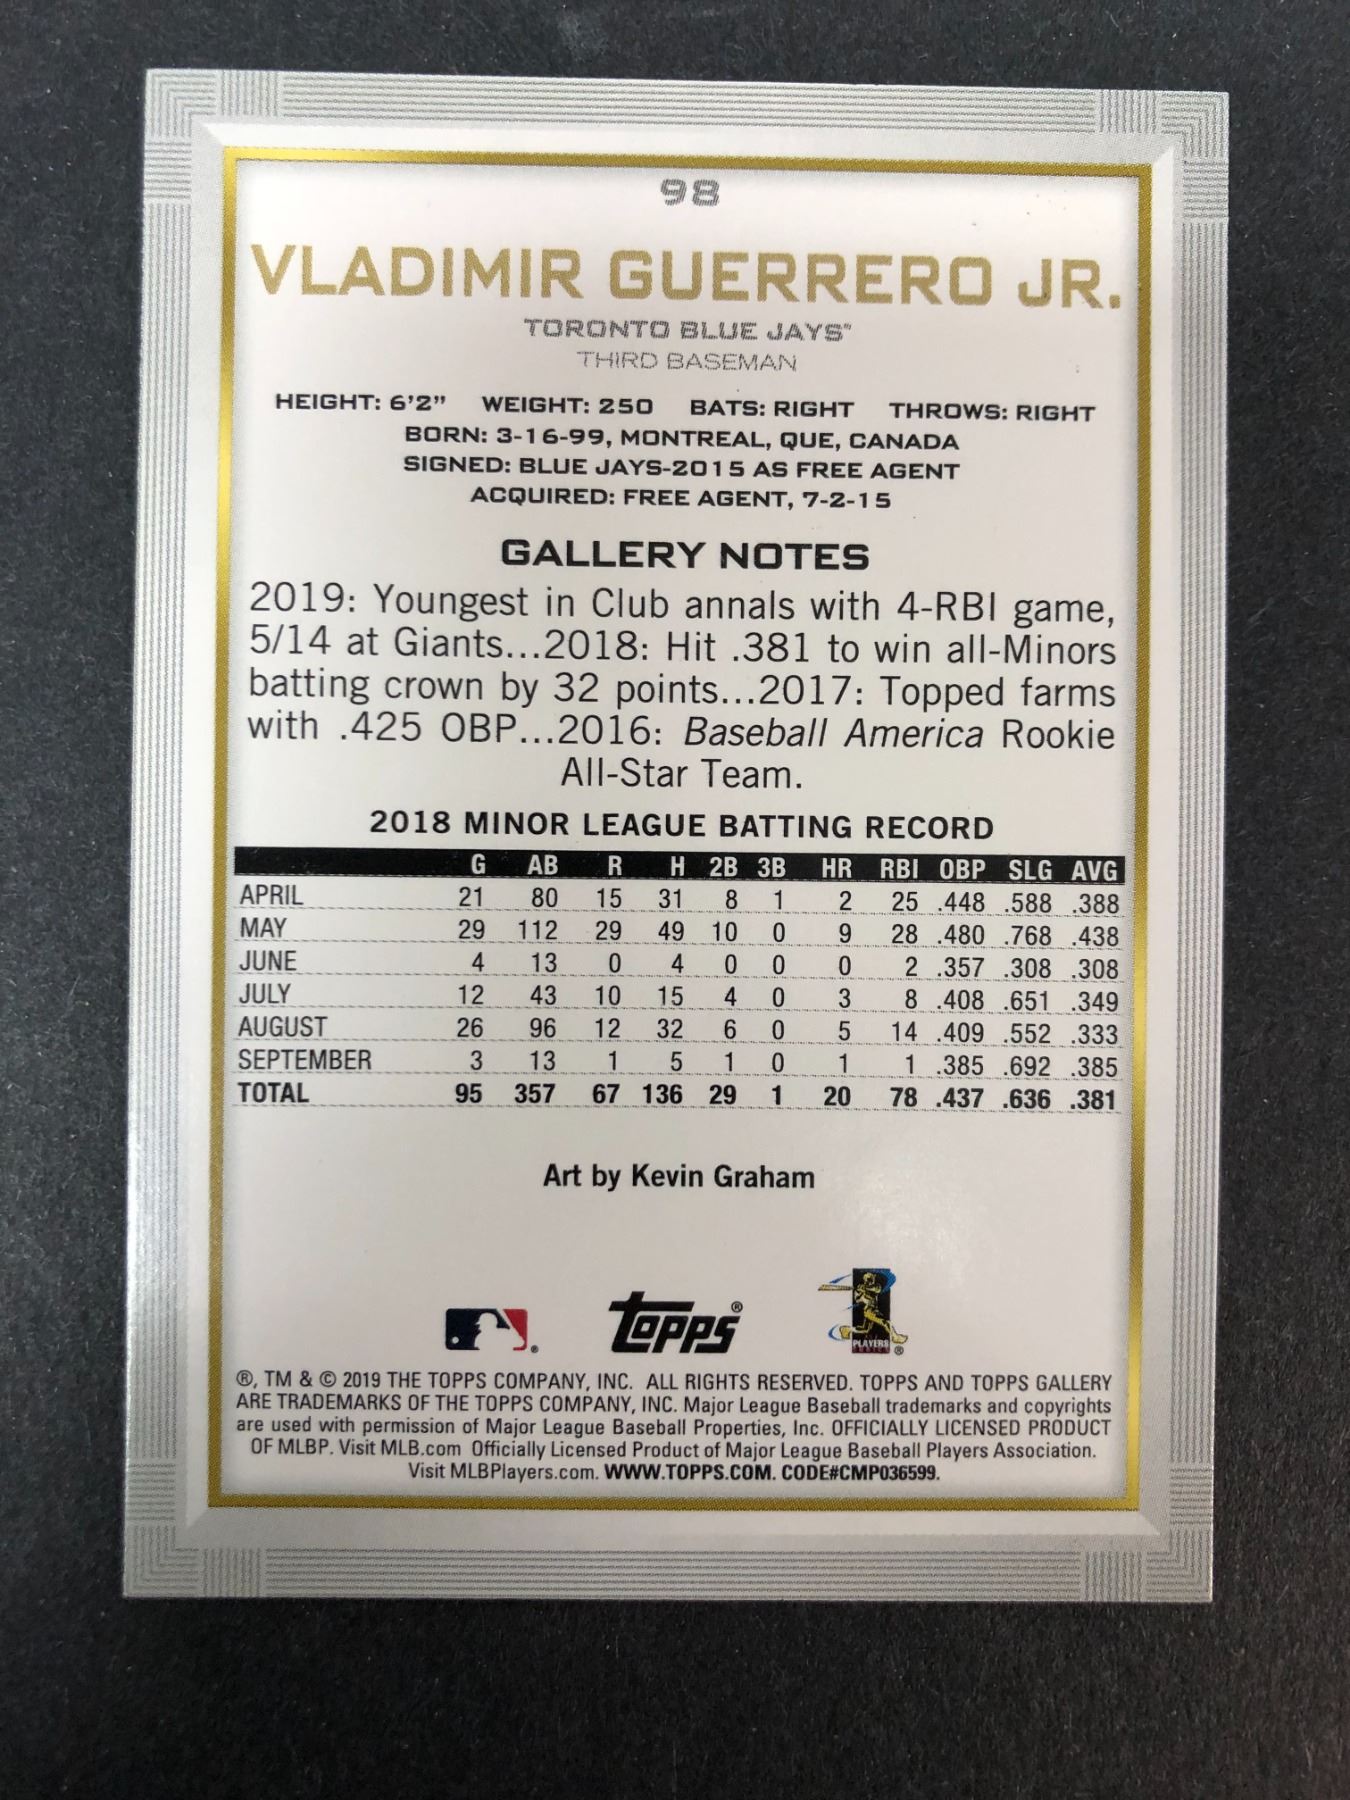 98
VLADIMIR GUERRERO JR.
TORONTO BLUE JAYS™
THIRD BASEMAN
HEIGHT: 6'2" WEIGHT: 250 BATS: RIGHT THROWS: RIGHT
BORN: 3-16-99, MONTREAL, QUE, CANADA
SIGNED: BLUE JAYS-2015 AS FREE AGENT
ACQUIRED: FREE AGENT, 7-2-15
GALLERY NOTES
2019: Youngest in Club annals with 4-RBI game,
5/14 at Giants...2018: Hit .381 to win all-Minors
batting crown by 32 points...2017: Topped farms
with .425 OBP...2016: Baseball America Rookie
All-Star Team.
2018 MINOR LEAGUE BATTING RECORD
G AB R H 2B 3B HR RBI OBP SLG AVG
APRIL 21 80 15 31 8 1 2 25 .448 .588 .388
MAY 29 112 29 49 10 0 9 28 .480 .768 .438
JUNE 4 13 0 4 0 0 0 2 .357 .308 .308
JULY 12 43 10 15 4 0 3 8 .408 .651 .349
AUGUST 26 96 12 32 6 0 5 14 .409 .552 .333
SEPTEMBER 3 13 1 5 1 0 1 1 .385 .692 .385
TOTAL 95 357 67 136 29 1 20 78 .437 .636 .381
Art by Kevin Graham
®
topps®
PLAYERS CHOICE ®
®, TM & © 2019 THE TOPPS COMPANY, INC. ALL RIGHTS RESERVED. TOPPS AND TOPPS GALLERY
ARE TRADEMARKS OF THE TOPPS COMPANY, INC. Major League Baseball trademarks and copyrights
are used with permission of Major League Baseball Properties, Inc. OFFICIALLY LICENSED PRODUCT
OF MLBP. Visit MLB.com Officially Licensed Product of Major League Baseball Players Association.
Visit MLBPlayers.com. WWW.TOPPS.COM. CODE#CMP036599.